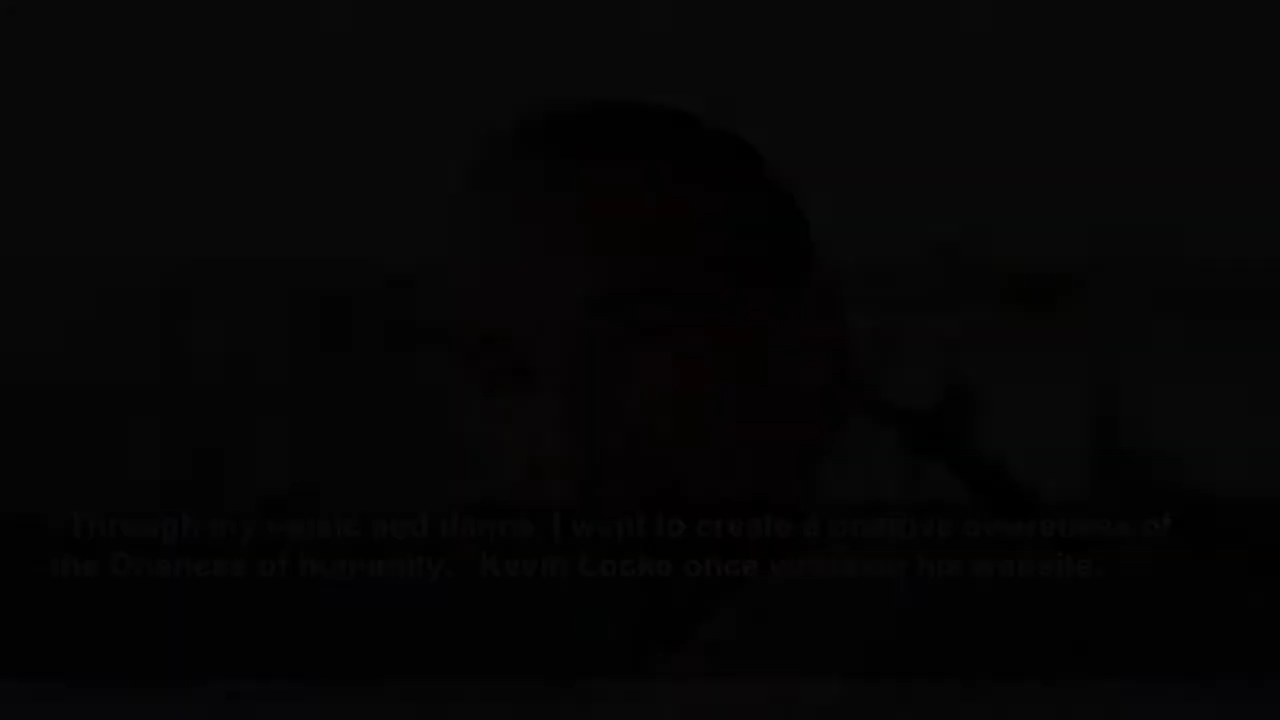 "Through my music and dance, I want to create a positive awareness of
the Oneness of humanity." Kevin Locke once wrote on his website.